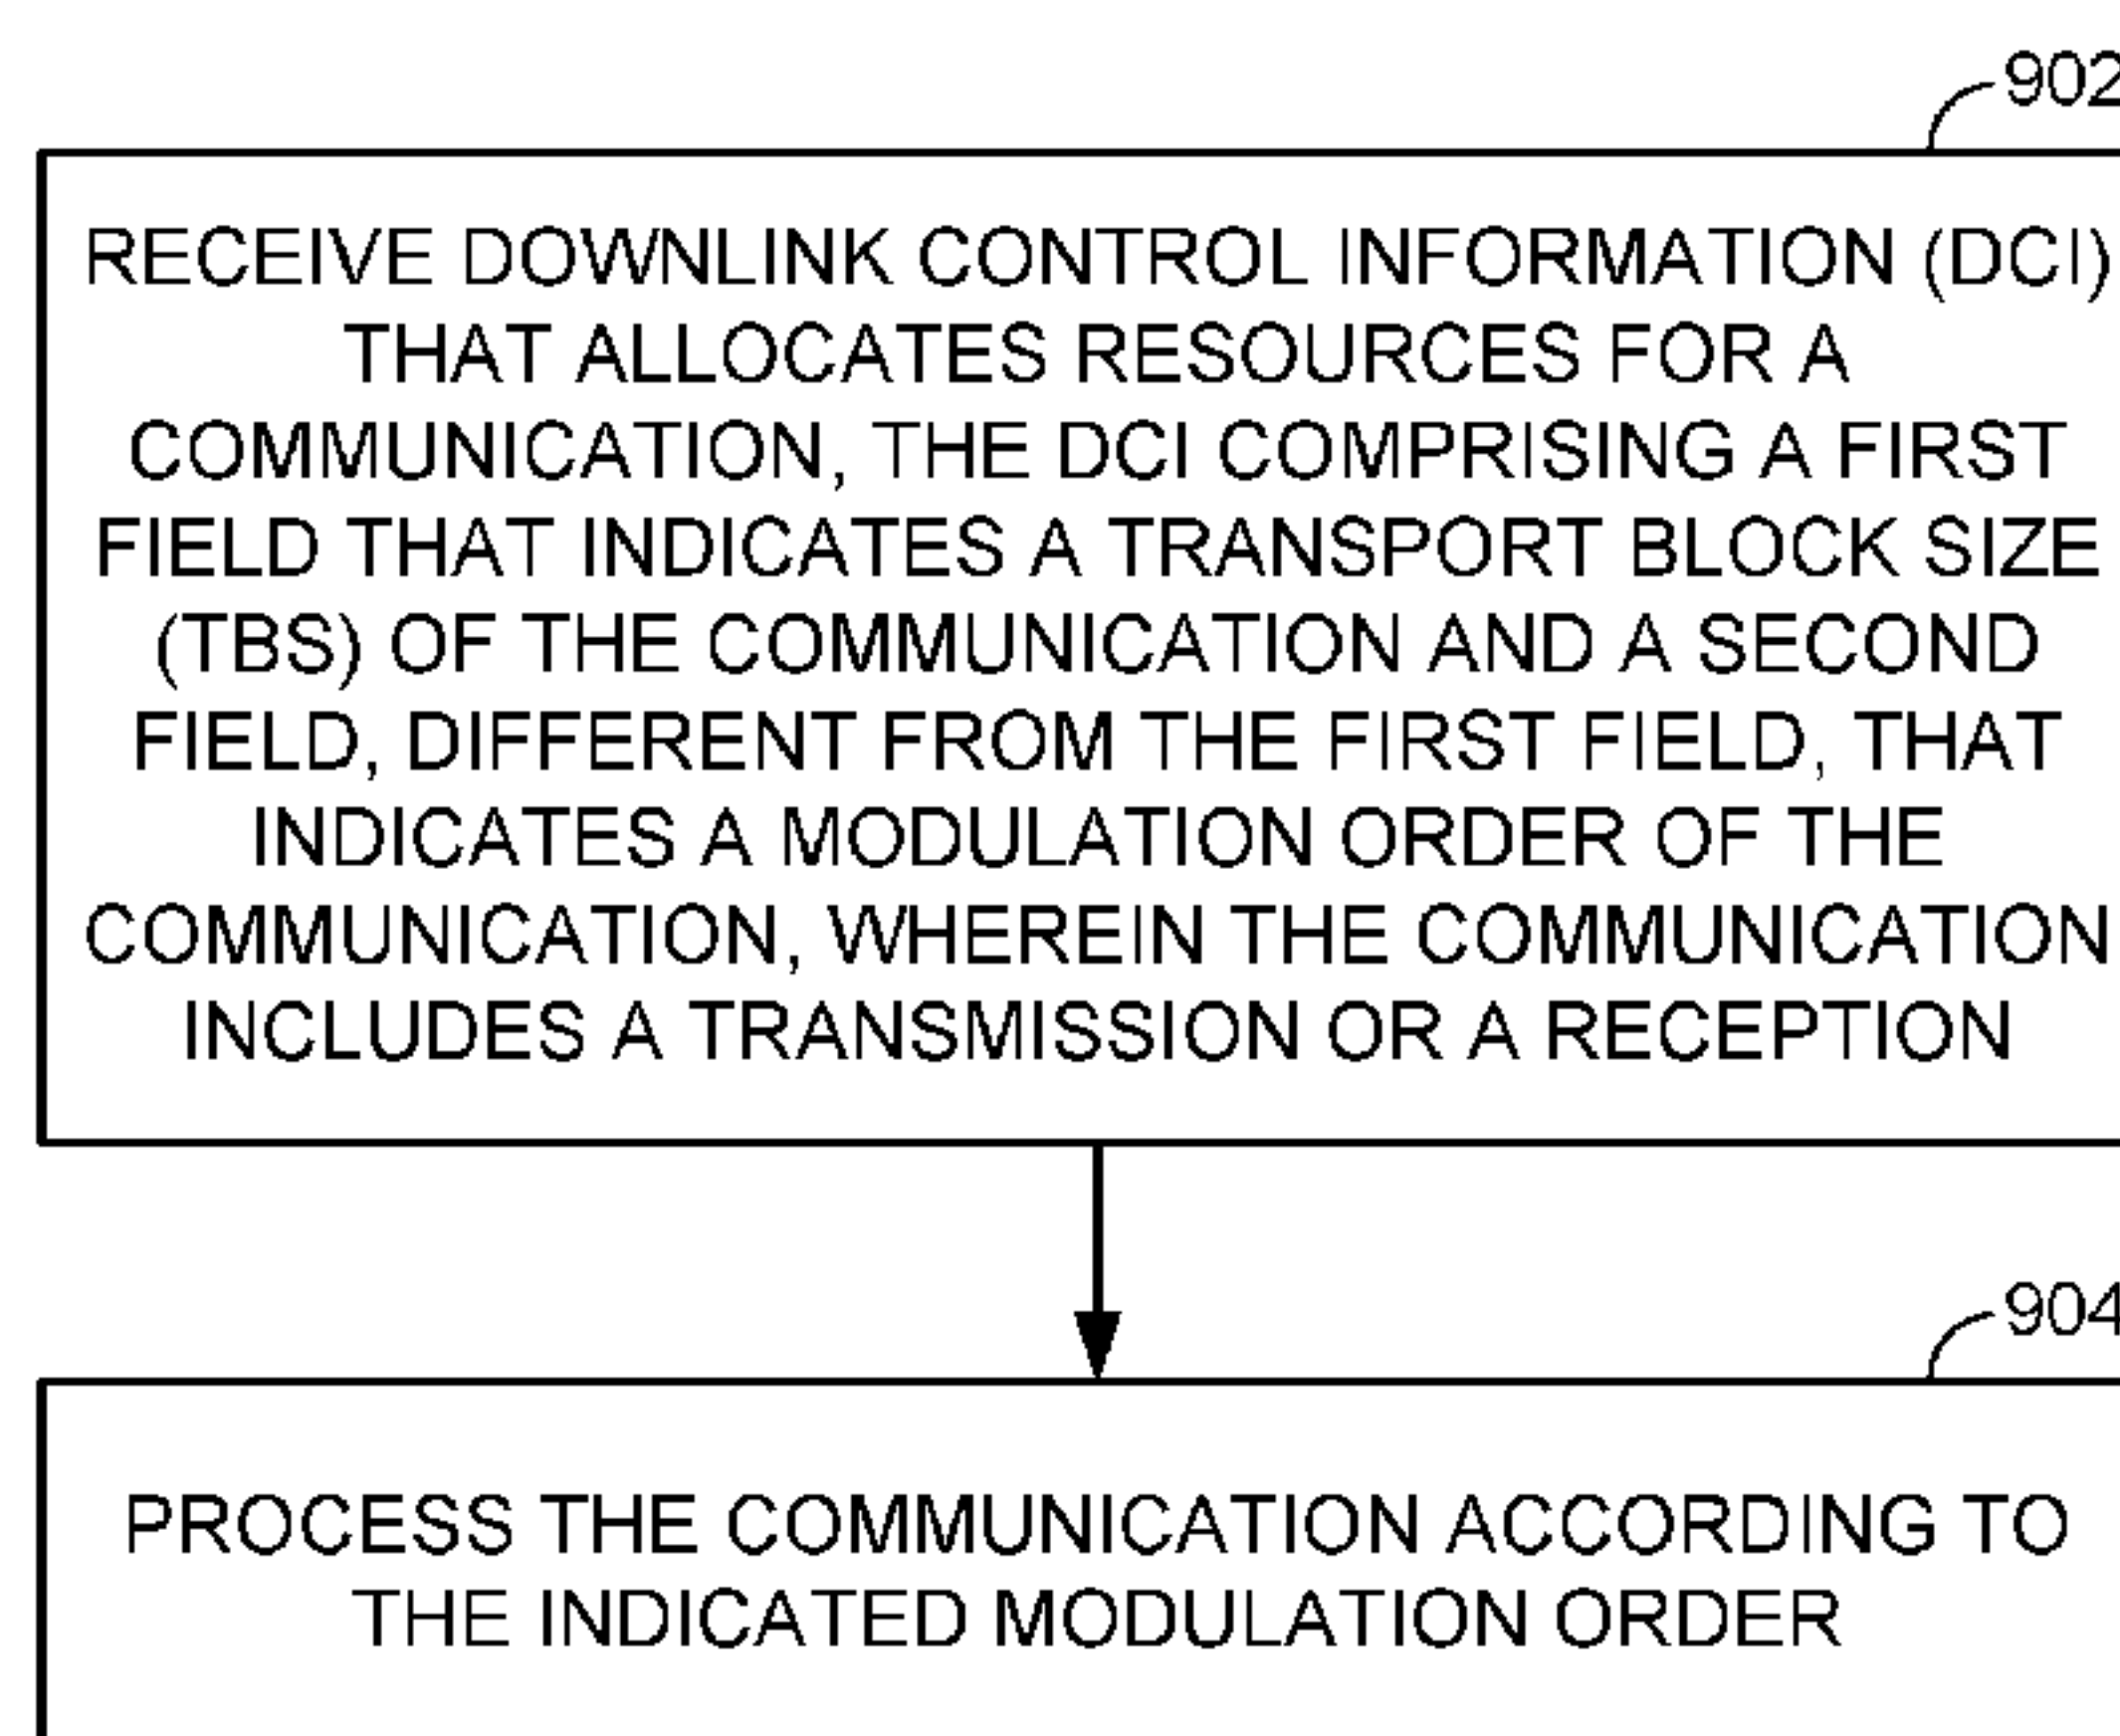 902
RECEIVE DOWNLINK CONTROL INFORMATION (DCI)
THAT ALLOCATES RESOURCES FOR A
COMMUNICATION, THE DCI COMPRISING A FIRST
FIELD THAT INDICATES A TRANSPORT BLOCK SIZE
(TBS) OF THE COMMUNICATION AND A SECOND
FIELD, DIFFERENT FROM THE FIRST FIELD, THAT
INDICATES A MODULATION ORDER OF THE
COMMUNICATION, WHEREIN THE COMMUNICATION
INCLUDES A TRANSMISSION OR A RECEPTION
904
PROCESS THE COMMUNICATION ACCORDING TO
THE INDICATED MODULATION ORDER